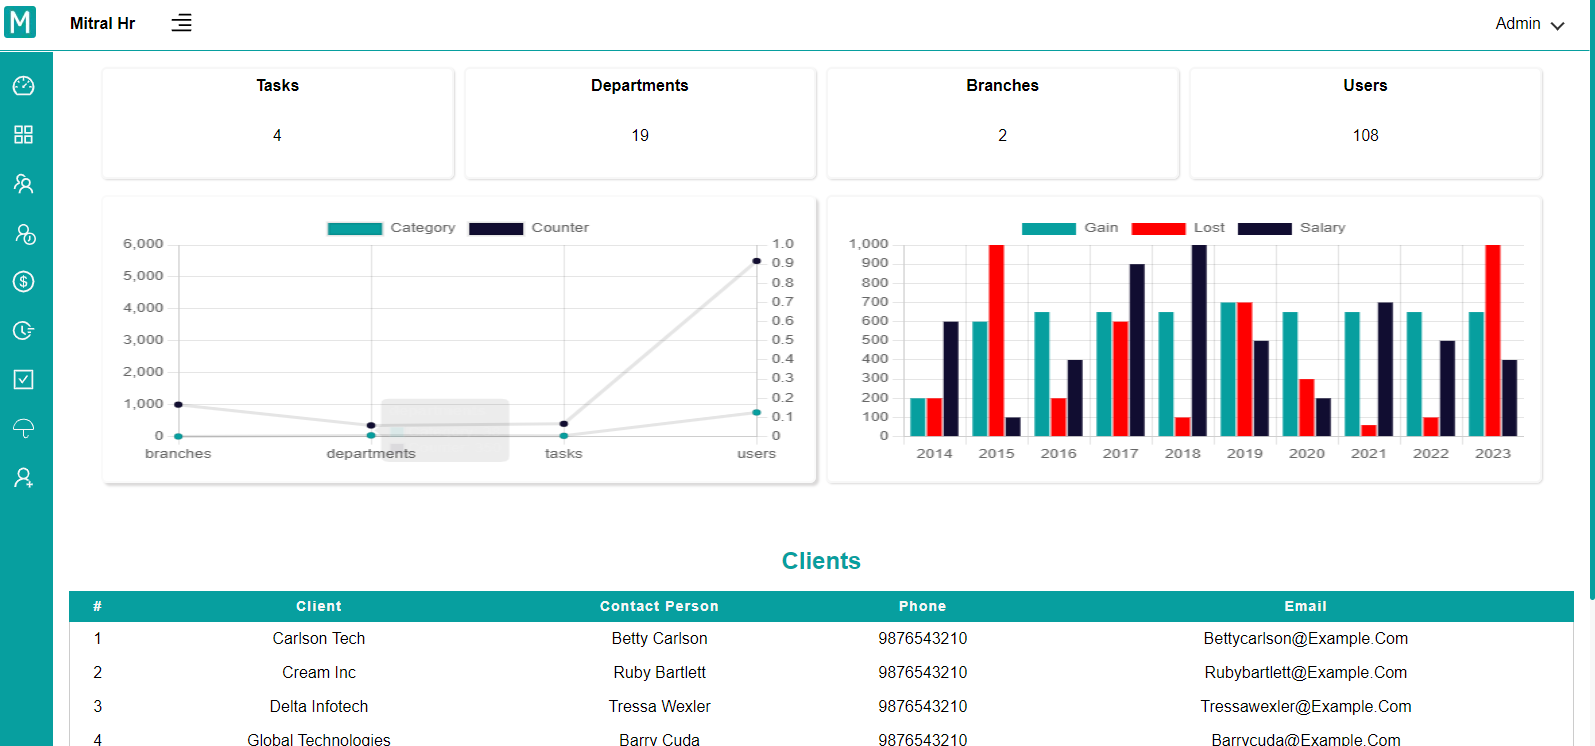 M Mitral Hr Admin
Tasks Departments Branches Users
4 19 2 108
Category Counter
6,000
5,000
4,000
3,000
2,000
1,000
0
1.0
0.9
0.8
0.7
0.6
0.5
0.4
0.3
0.2
0.1
0
branches departments tasks users
Gain Lost Salary
1,000
900
800
700
600
500
400
300
200
100
0
2014 2015 2016 2017 2018 2019 2020 2021 2022 2023
Clients
# Client Contact Person Phone Email
1 Carlson Tech Betty Carlson 9876543210 Bettycarlson@Example.Com
2 Cream Inc Ruby Bartlett 9876543210 Rubybartlett@Example.Com
3 Delta Infotech Tressa Wexler 9876543210 Tressawexler@Example.Com
4 Global Technologies Barry Cuda 9876543210 Barrycuda@Example.Com